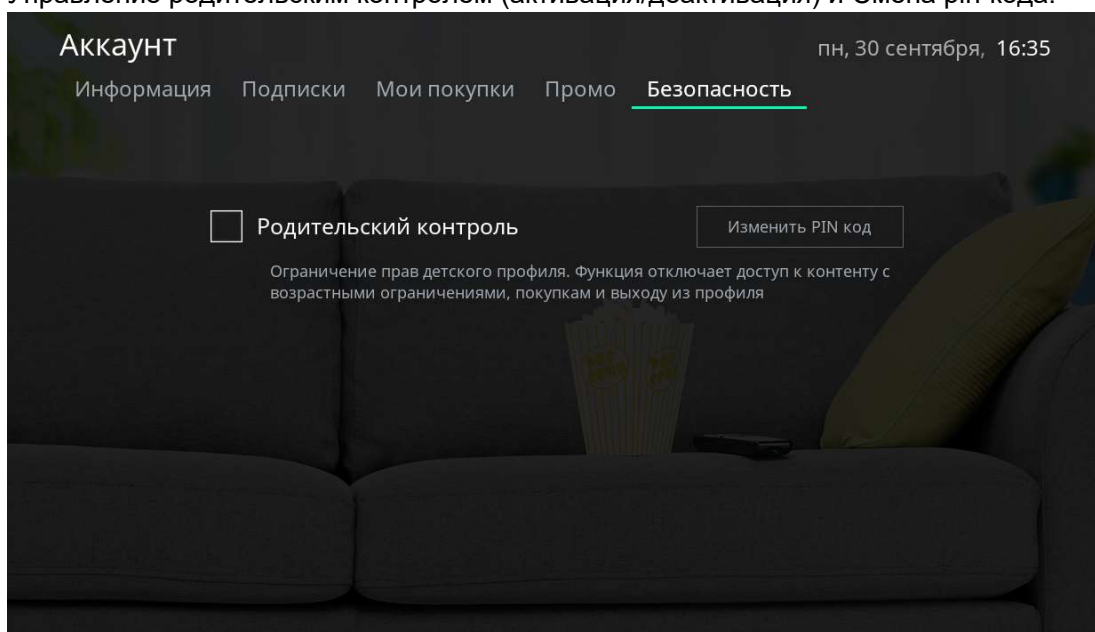 Управление родительским контролем (активация/деактивация) и Смена pin-кода.
Аккаунт
пн, 30 сентября, 16:35
Информация Подписки Мои покупки Промо Безопасность
Родительский контроль
Изменить PIN код
Ограничение прав детского профиля. Функция отключает доступ к контенту с
возрастными ограничениями, покупкам и выходу из профиля